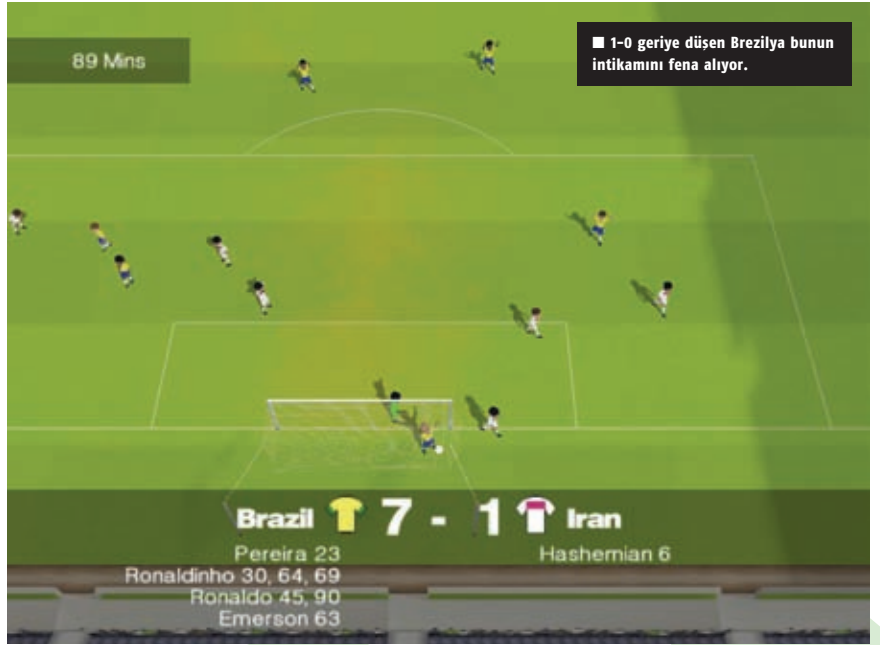 89 Mins
■ 1-0 geriye düşen Brezilya bunun
intikamını fena alıyor.
Brazil 7 - 1 Iran
Pereira 23
Hashemian 6
Ronaldinho 30, 64, 69
Ronaldo 45, 90
Emerson 63